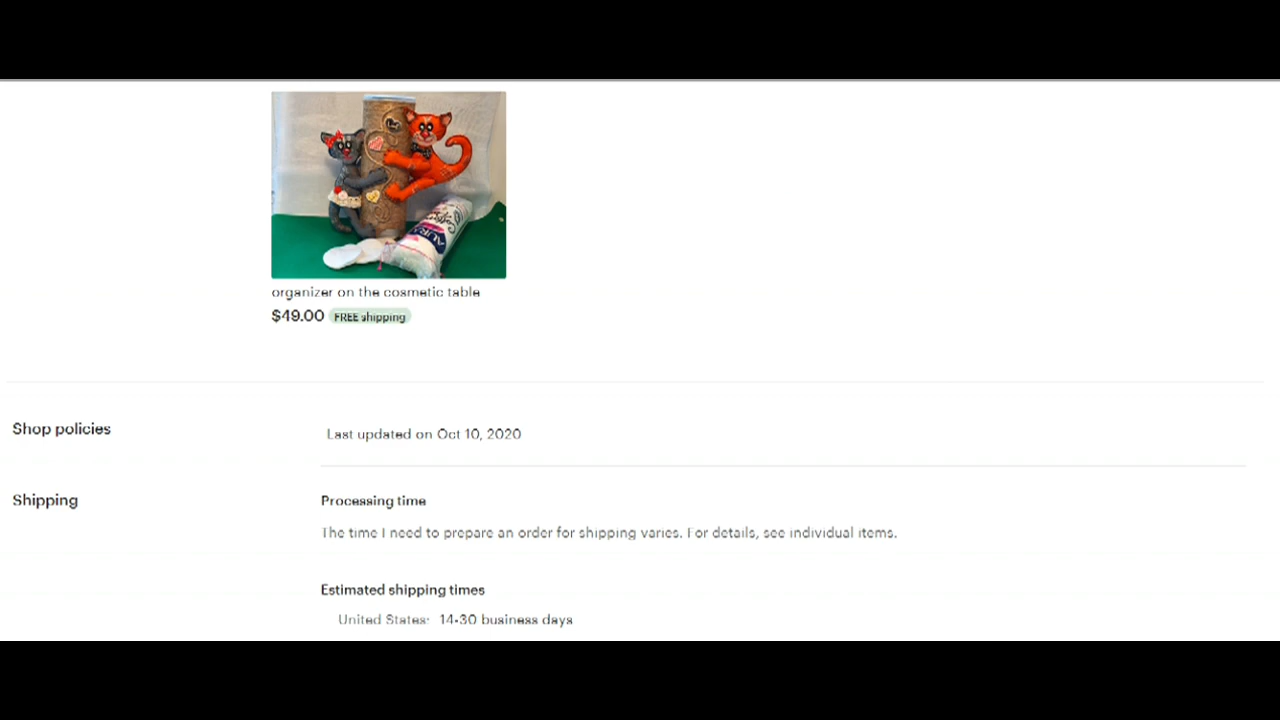 AURA
organizer on the cosmetic table
$49.00 FREE shipping
Shop policies
Last updated on Oct 10, 2020
Shipping
Processing time
The time I need to prepare an order for shipping varies. For details, see individual items.
Estimated shipping times
United States: 14-30 business days